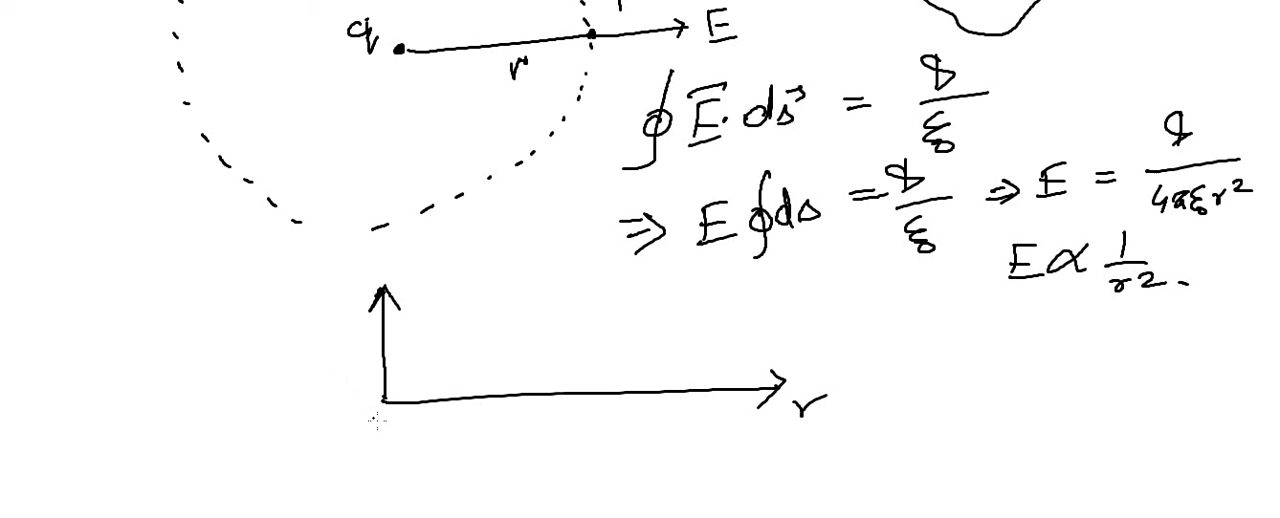 q E
r
∮ E⃗. ds⃗ = q/ε₀
⇒ E ∮ds = q/ε₀ ⇒ E = q/4πε₀r²
E ∝ 1/r².
r